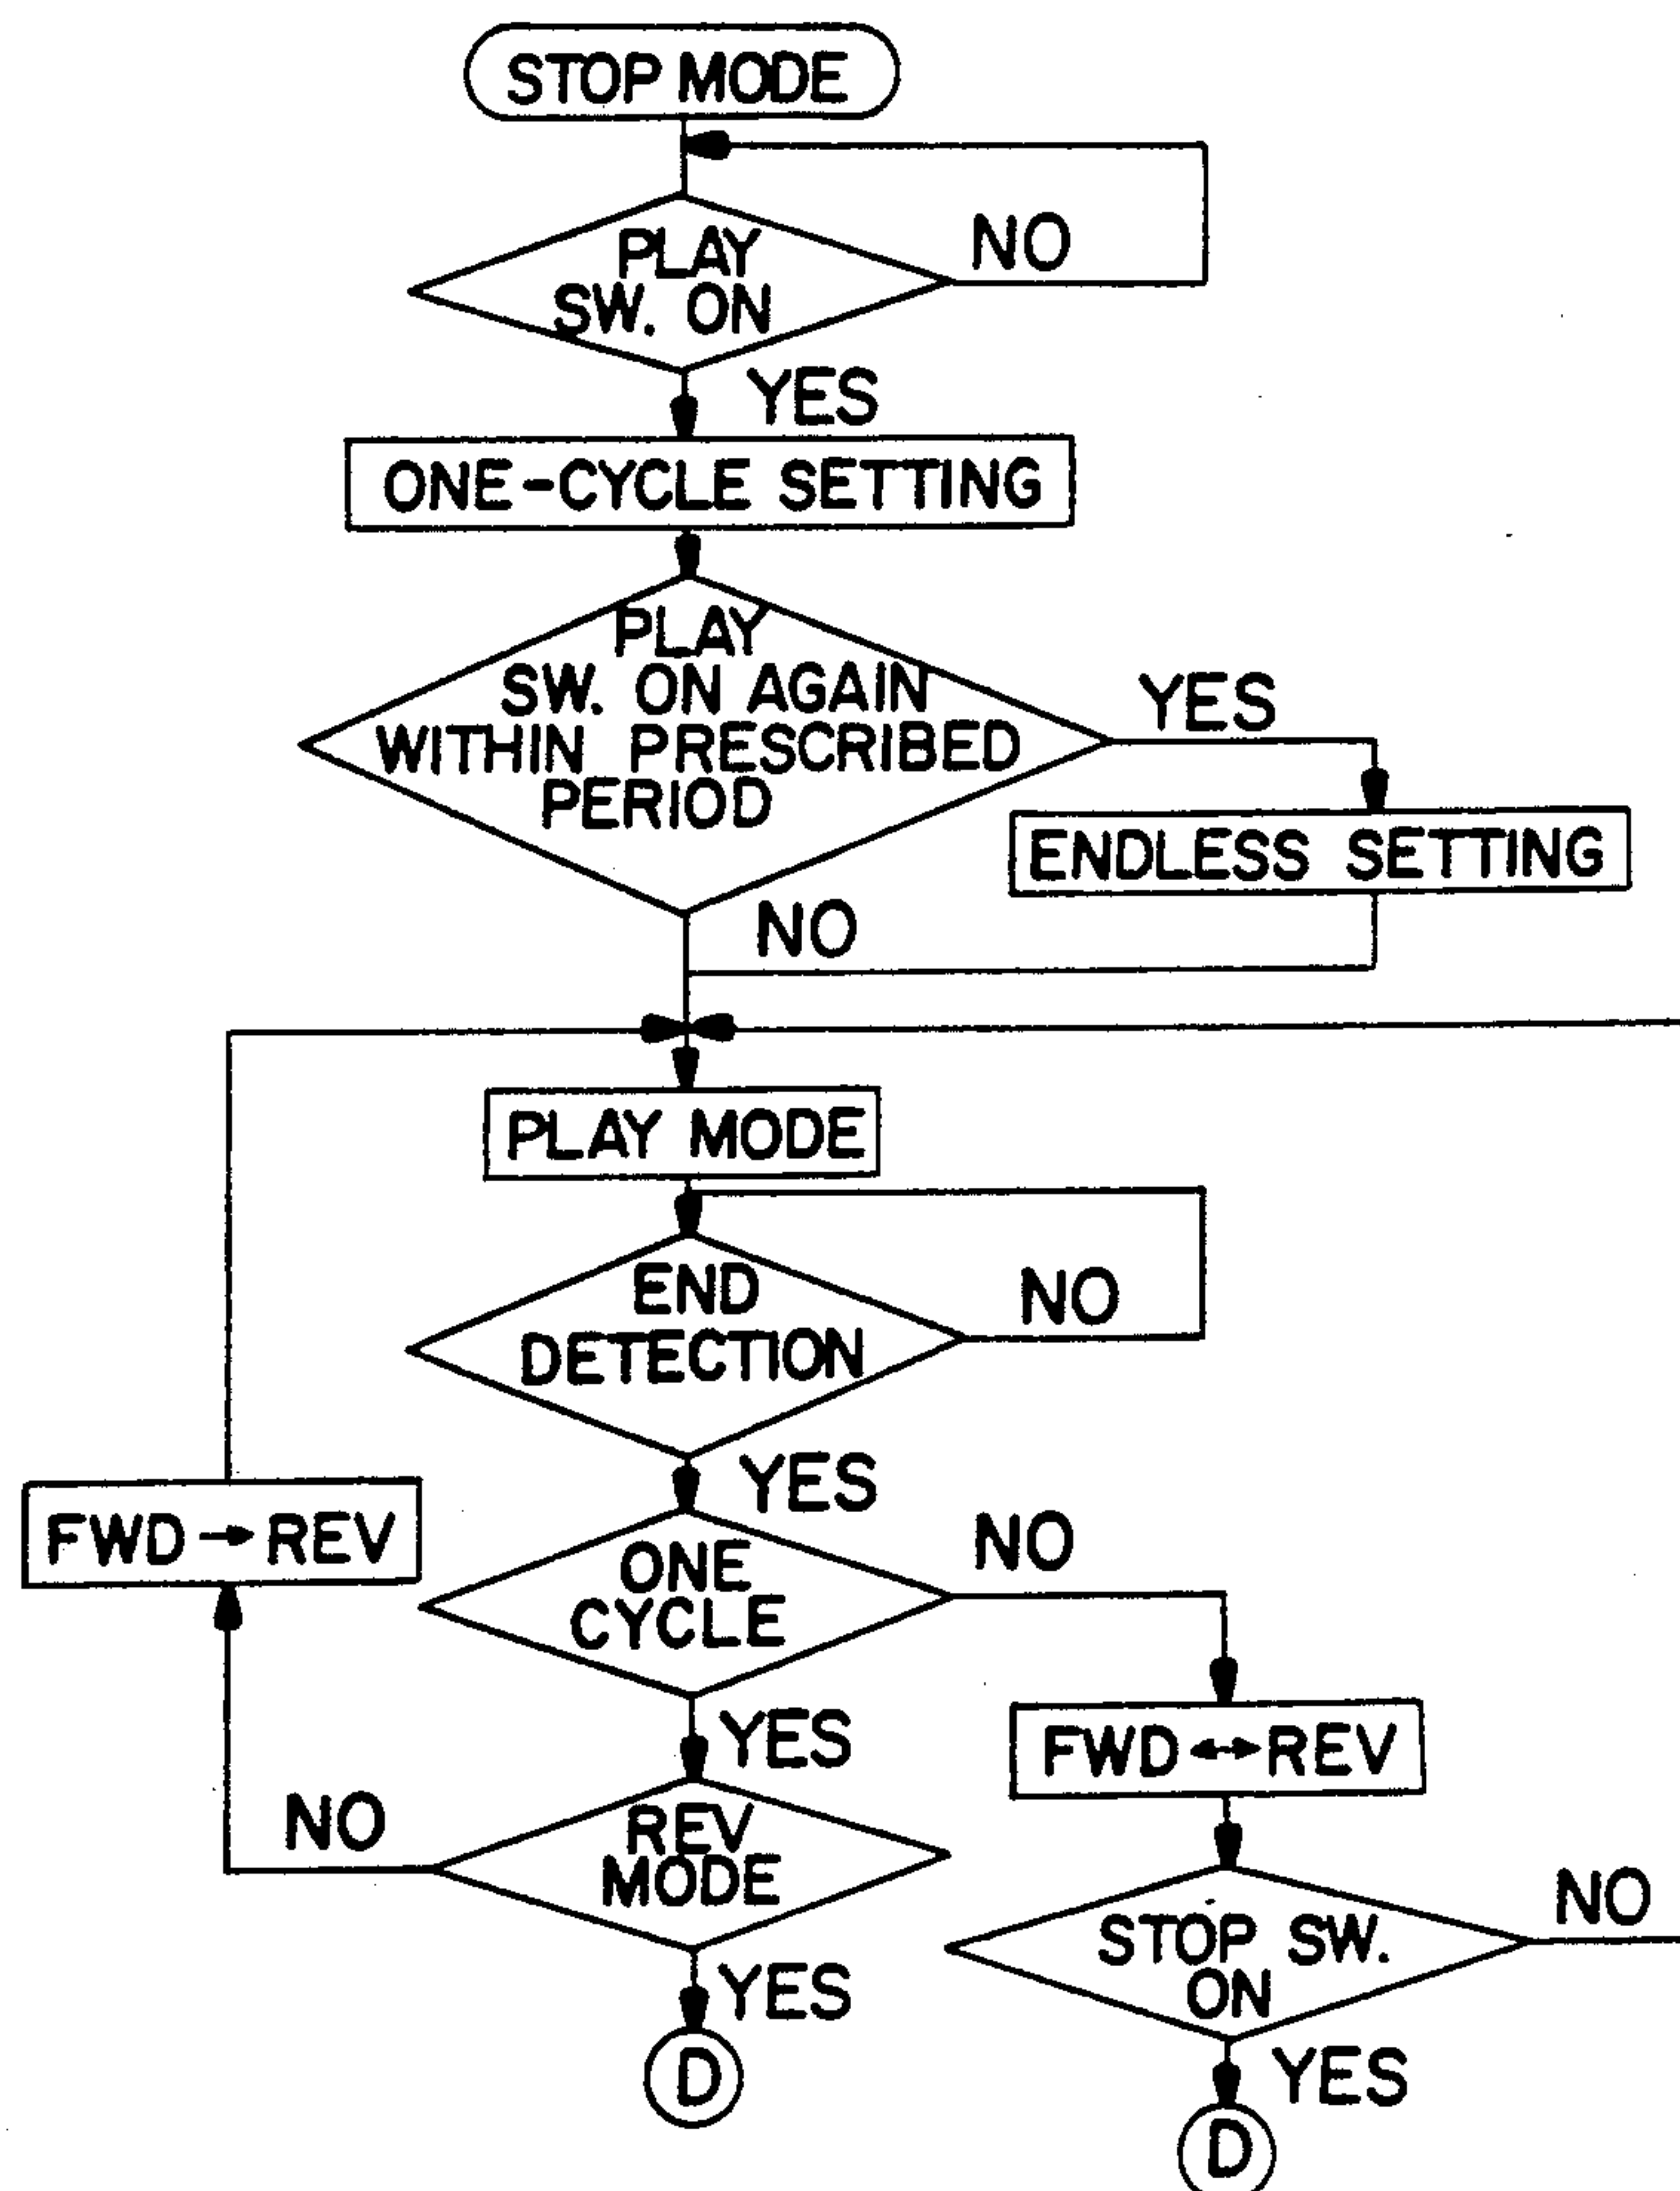 STOP MODE
PLAY
SW. ON
NO
YES
ONE-CYCLE SETTING
PLAY
SW. ON AGAIN
WITHIN PRESCRIBED
PERIOD
YES
ENDLESS SETTING
NO
PLAY MODE
END
DETECTION
NO
YES
FWD → REV
ONE
CYCLE
NO
YES
FWD ↔ REV
NO
REV
MODE
STOP SW.
ON
NO
YES
D
YES
D